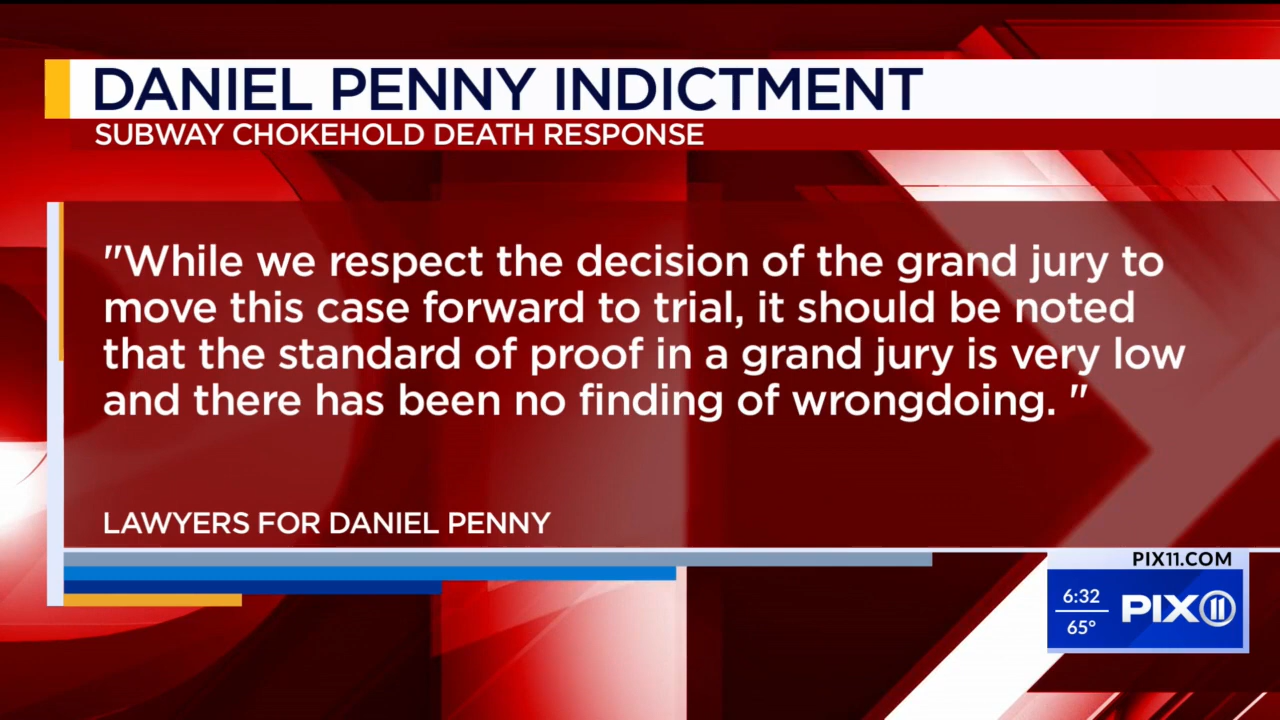 DANIEL PENNY INDICTMENT
SUBWAY CHOKEHOLD DEATH RESPONSE
"While we respect the decision of the grand jury to
move this case forward to trial, it should be noted
that the standard of proof in a grand jury is very low
and there has been no finding of wrongdoing. "
LAWYERS FOR DANIEL PENNY
PIX11.COM
6:32
65°
PIX11